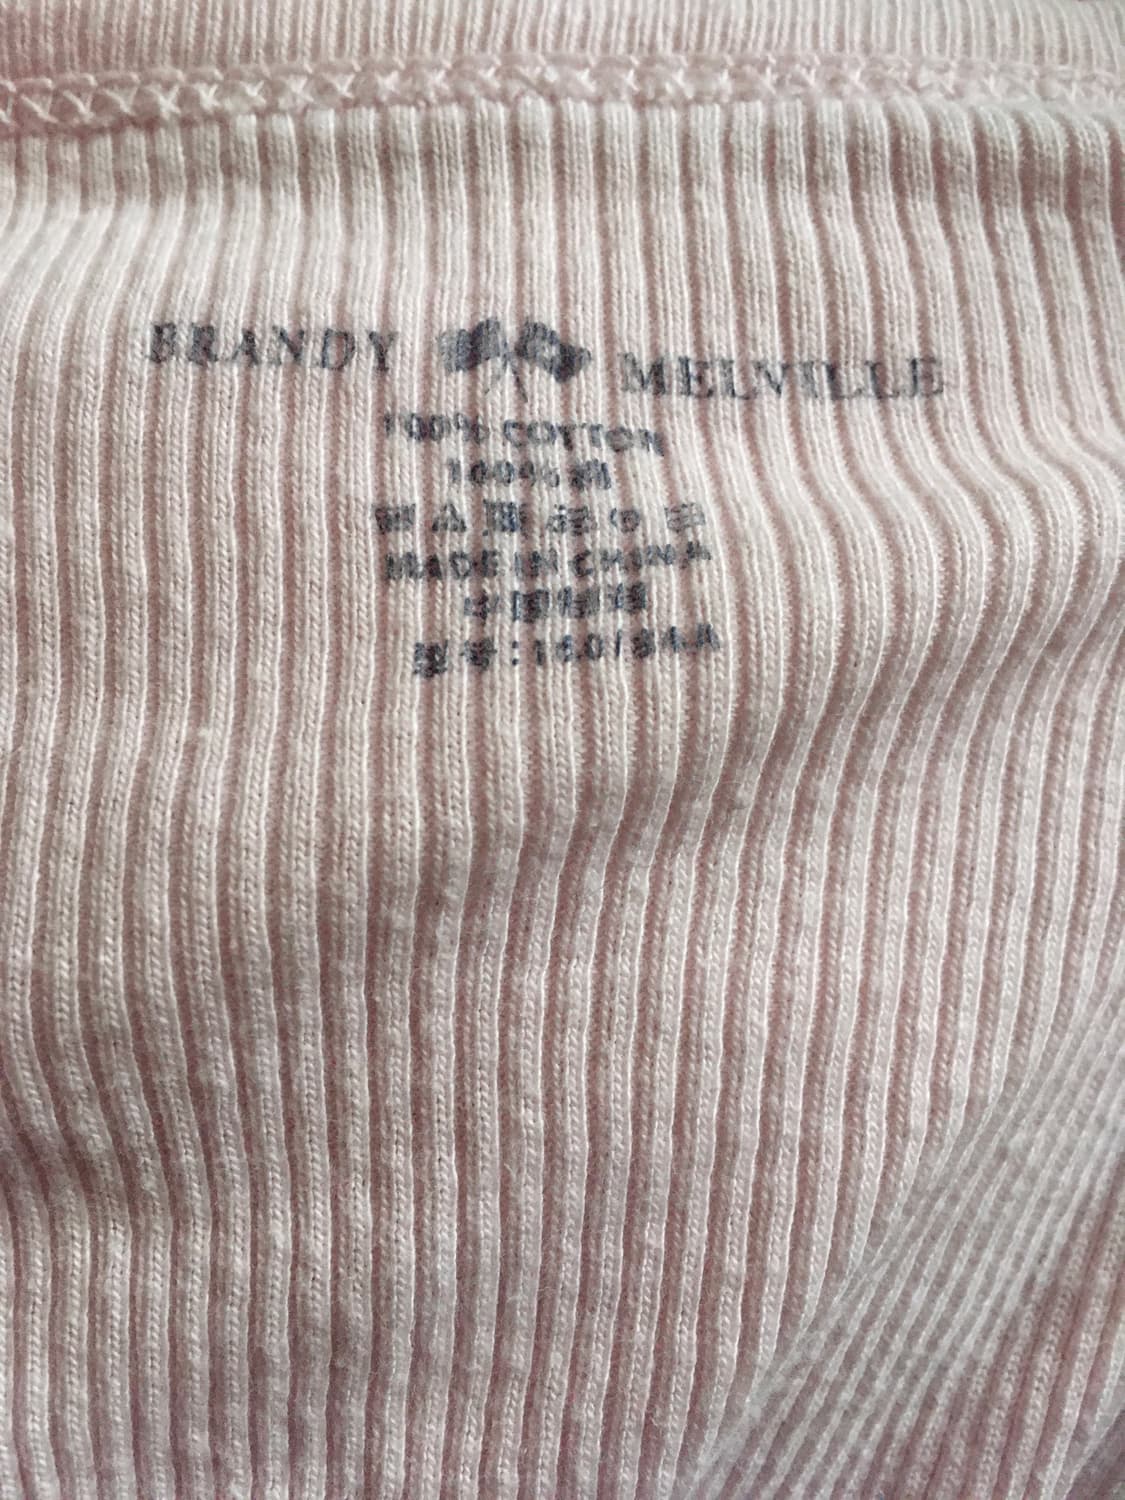 BRANDY MELVILLE
100% COTTON
100% 棉
MADE IN CHINA
中国制造
型号:160/84A